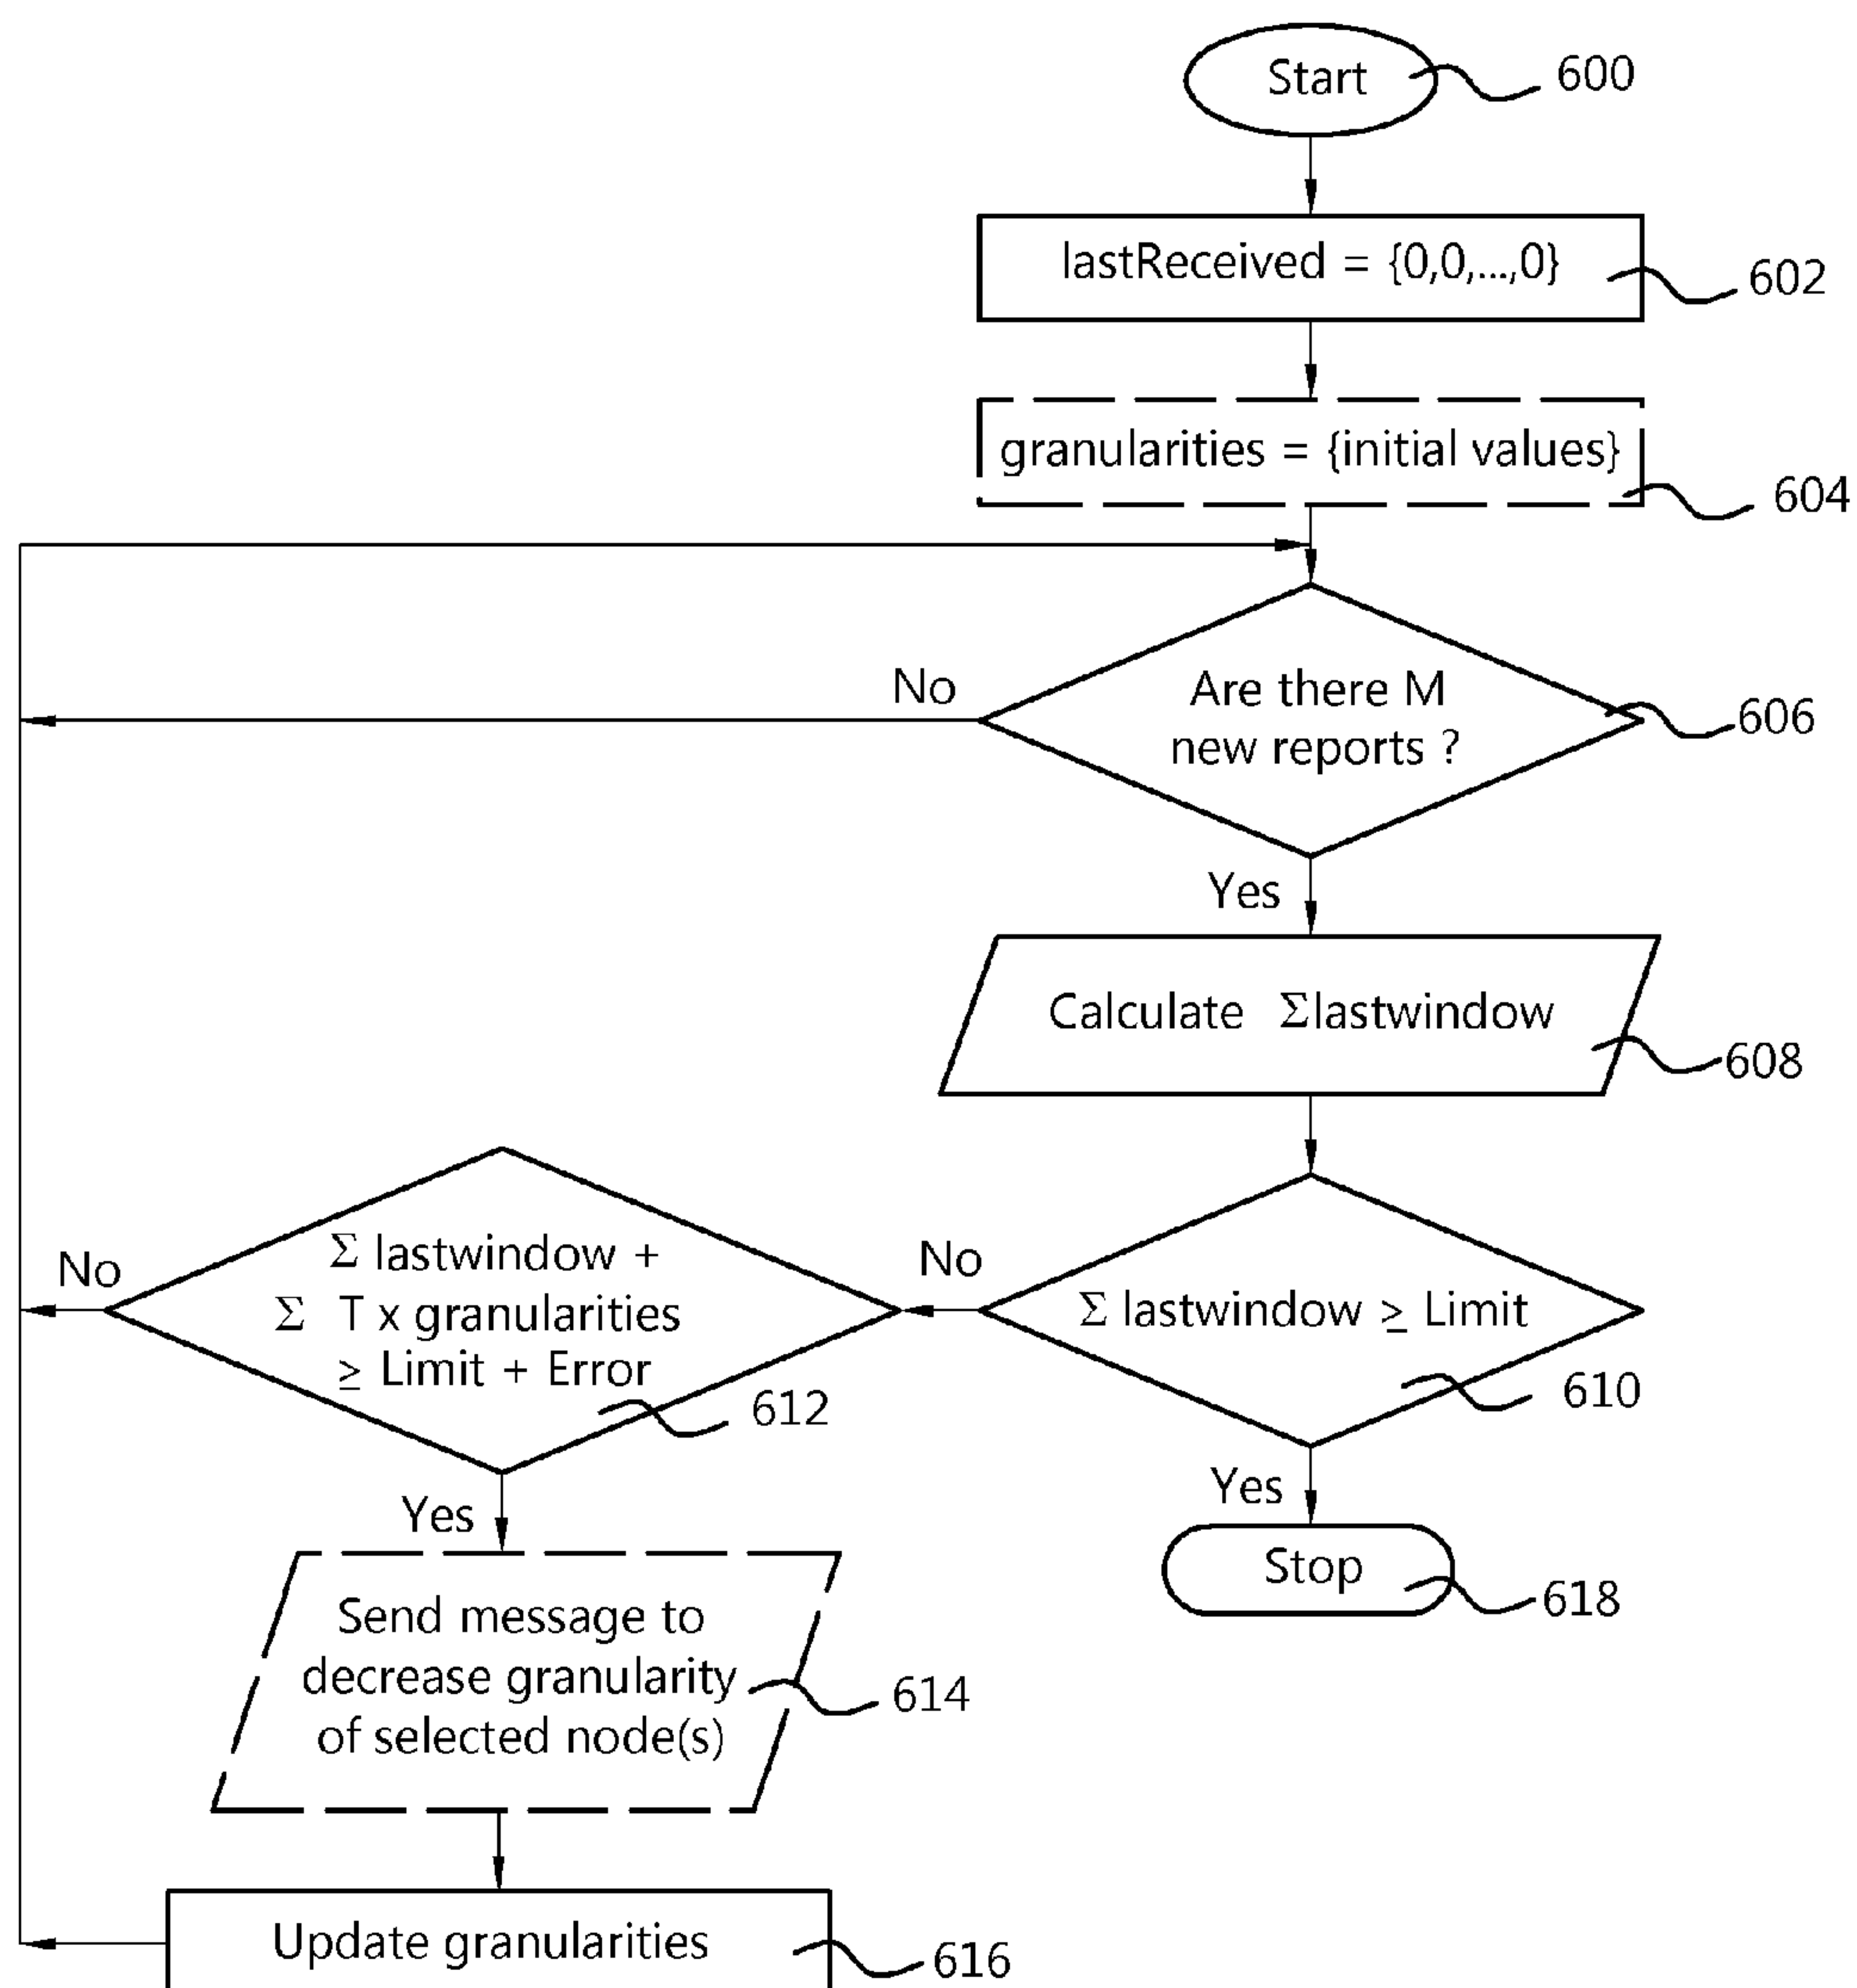 Start
600
lastReceived = {0,0,...,0}
602
granularities = {initial values}
604
No
Are there M
new reports ?
606
Yes
Calculate Σlastwindow
608
No
Σ lastwindow +
Σ T x granularities
≥ Limit + Error
612
No
Σ lastwindow ≥ Limit
610
Yes
Send message to
decrease granularity
of selected node(s)
614
Yes
Stop
618
Update granularities
616